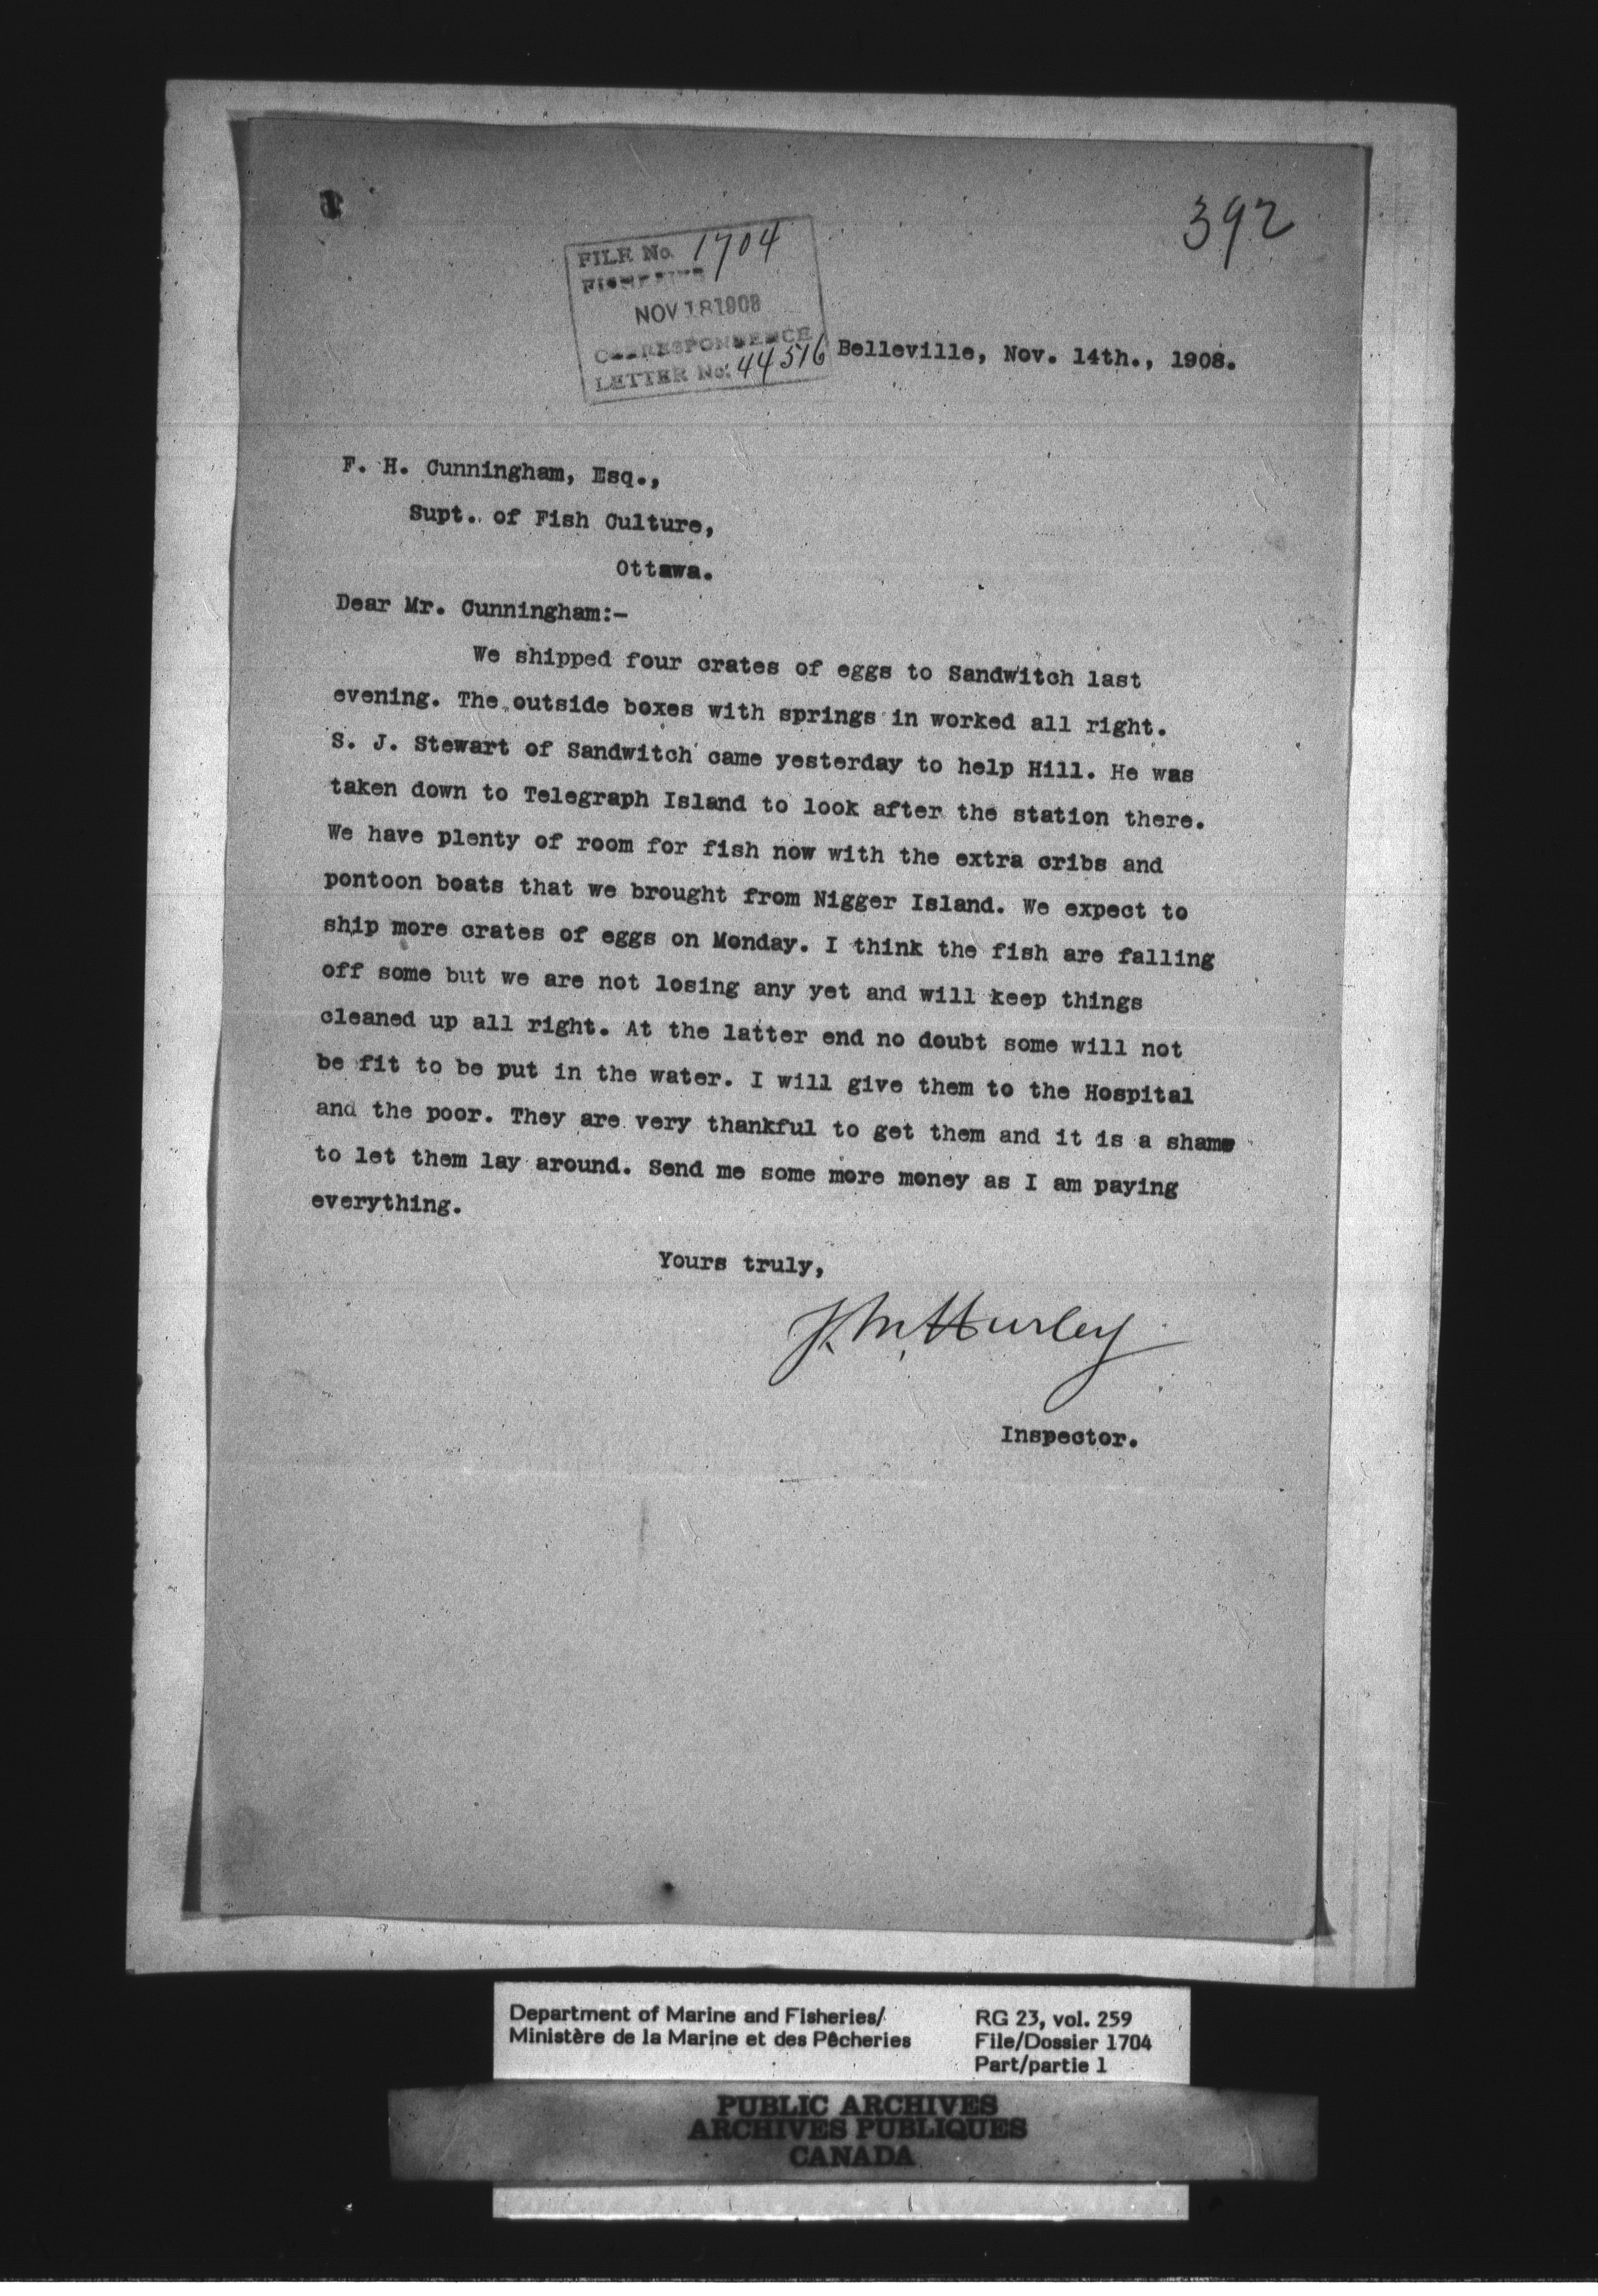 392
FILE No. 1704
FISHERIES
NOV 18 1908
CORRESPONDENCE
LETTER No. 44516
Belleville, Nov. 14th., 1908.
F. H. Cunningham, Esq.,
Supt. of Fish Culture,
Ottawa.
Dear Mr. Cunningham:-
We shipped four crates of eggs to Sandwitch last
evening. The outside boxes with springs in worked all right.
S. J. Stewart of Sandwitch came yesterday to help Hill. He was
taken down to Telegraph Island to look after the station there.
We have plenty of room for fish now with the extra cribs and
pontoon boats that we brought from Nigger Island. We expect to
ship more crates of eggs on Monday. I think the fish are falling
off some but we are not losing any yet and will keep things
cleaned up all right. At the latter end no doubt some will not
be fit to be put in the water. I will give them to the Hospital
and the poor. They are very thankful to get them and it is a shame
to let them lay around. Send me some more money as I am paying
everything.
Yours truly,
J. M. Hurley
Inspector.
Department of Marine and Fisheries/
Ministère de la Marine et des Pêcheries
RG 23, vol. 259
File/Dossier 1704
Part/partie 1
PUBLIC ARCHIVES
ARCHIVES PUBLIQUES
CANADA